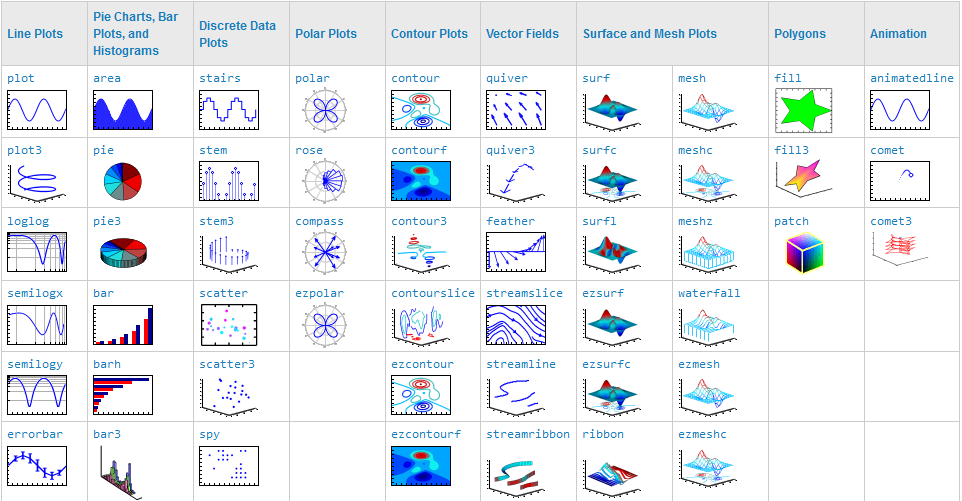 Line Plots
Pie Charts, Bar
Plots, and
Histograms
Discrete Data
Plots
Polar Plots
Contour Plots
Vector Fields
Surface and Mesh Plots
Polygons
Animation
plot
area
stairs
polar
contour
quiver
surf
mesh
fill
animatedline
plot3
pie
stem
rose
contourf
quiver3
surfc
meshc
fill3
comet
loglog
pie3
stem3
compass
contour3
feather
surfl
meshz
patch
comet3
semilogx
bar
scatter
ezpolar
contourslice
streamslice
ezsurf
waterfall
semilogy
barh
scatter3
ezcontour
streamline
ezsurfc
ezmesh
errorbar
bar3
spy
ezcontourf
streamribbon
ribbon
ezmeshc